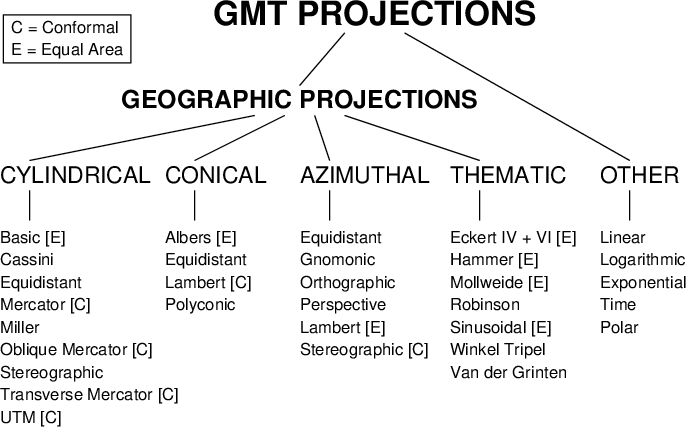 GMT PROJECTIONS
C = Conformal
E = Equal Area
GEOGRAPHIC PROJECTIONS
CYLINDRICAL
Basic [E]
Cassini
Equidistant
Mercator [C]
Miller
Oblique Mercator [C]
Stereographic
Transverse Mercator [C]
UTM [C]
CONICAL
Albers [E]
Equidistant
Lambert [C]
Polyconic
AZIMUTHAL
Equidistant
Gnomonic
Orthographic
Perspective
Lambert [E]
Stereographic [C]
THEMATIC
Eckert IV + VI [E]
Hammer [E]
Mollweide [E]
Robinson
Sinusoidal [E]
Winkel Tripel
Van der Grinten
OTHER
Linear
Logarithmic
Exponential
Time
Polar